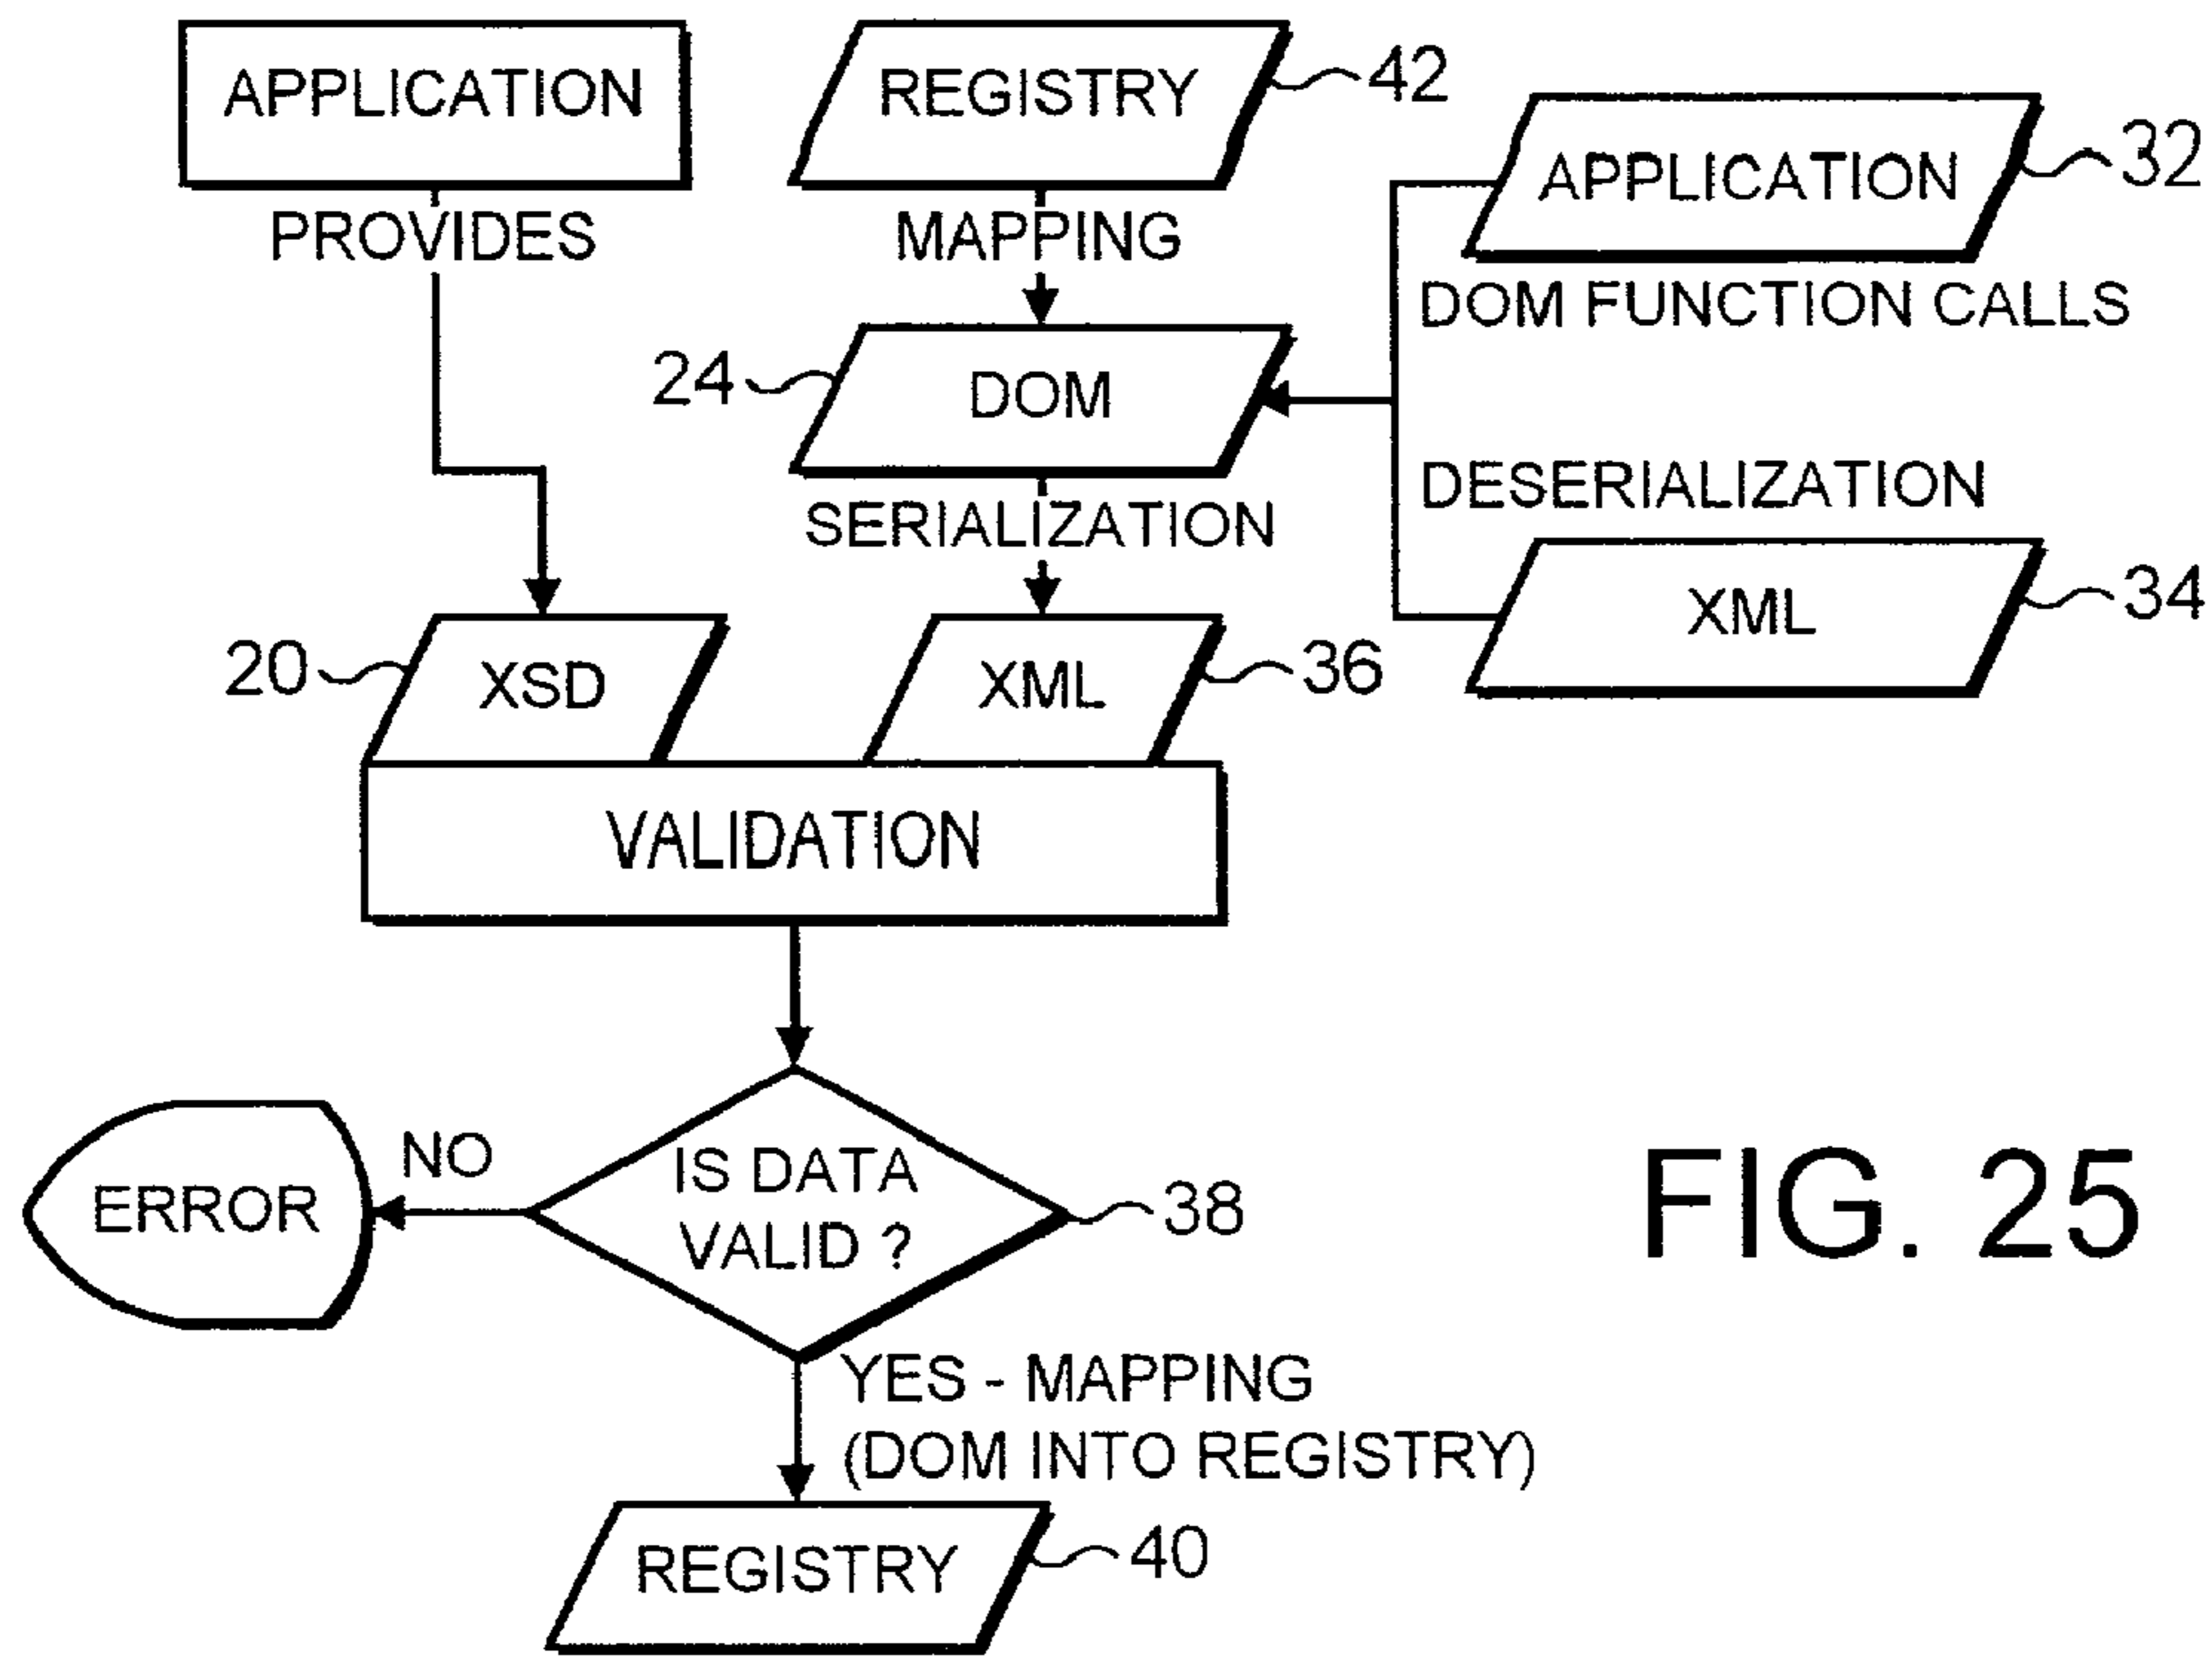 APPLICATION
REGISTRY
42
APPLICATION
32
PROVIDES
MAPPING
DOM FUNCTION CALLS
24
DOM
DESERIALIZATION
SERIALIZATION
XML
34
20
XSD
XML
36
VALIDATION
IS DATA
VALID ?
38
NO
ERROR
FIG. 25
YES - MAPPING
(DOM INTO REGISTRY)
REGISTRY
40